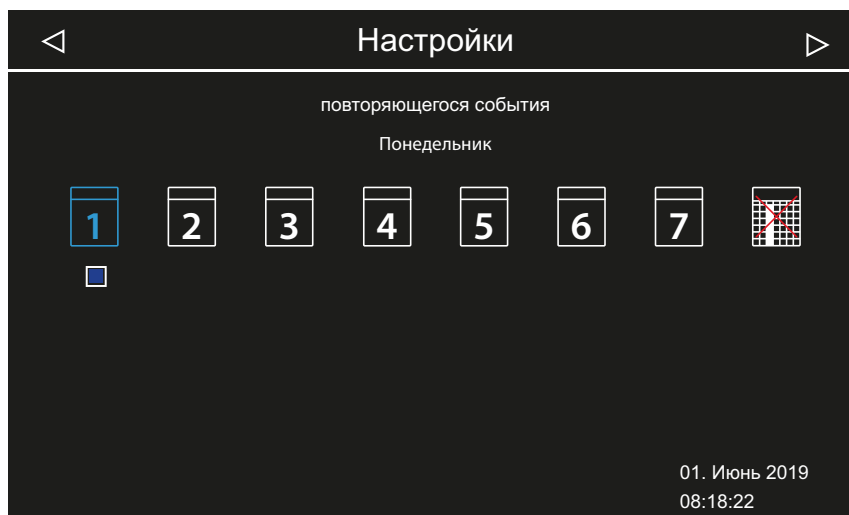 Настройки
повторяющегося события
Понедельник
1 2 3 4 5 6 7
01. Июнь 2019
08:18:22